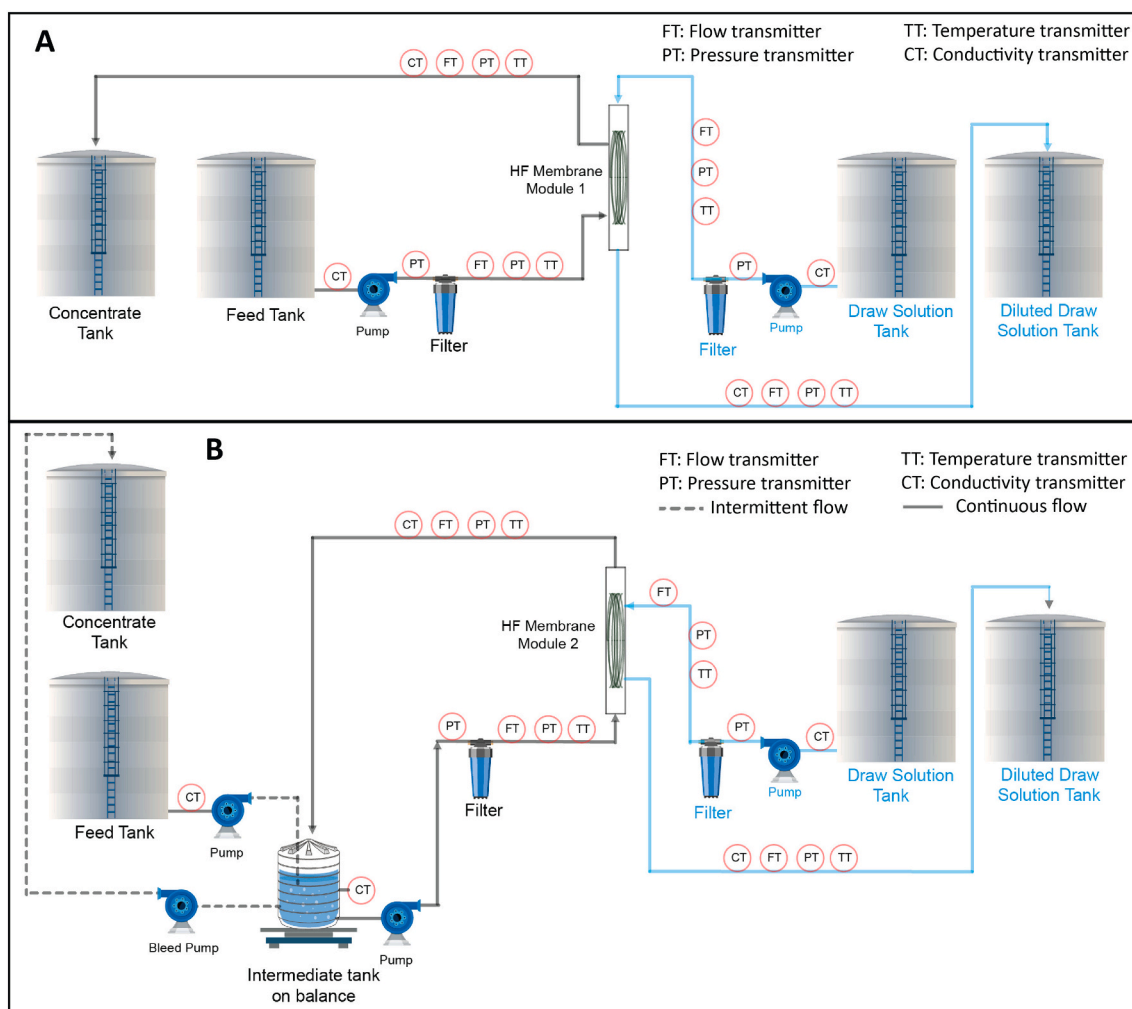 A
FT: Flow transmitter
TT: Temperature transmitter
PT: Pressure transmitter
CT: Conductivity transmitter
CT FT PT TT
HF Membrane
Module 1
FT
PT
TT
CT
PT
FT PT TT
PT
CT
Concentrate
Tank
Feed Tank
Pump
Filter
Filter
Pump
Draw Solution
Tank
Diluted Draw
Solution Tank
CT FT PT TT
B
FT: Flow transmitter
TT: Temperature transmitter
PT: Pressure transmitter
CT: Conductivity transmitter
Intermittent flow
Continuous flow
CT FT PT TT
HF Membrane
Module 2
FT
PT
TT
Concentrate
Tank
PT
FT PT TT
PT
CT
Filter
Filter
Pump
Draw Solution
Tank
Diluted Draw
Solution Tank
CT
Feed Tank
Pump
CT FT PT TT
CT
Bleed Pump
Pump
Intermediate tank
on balance